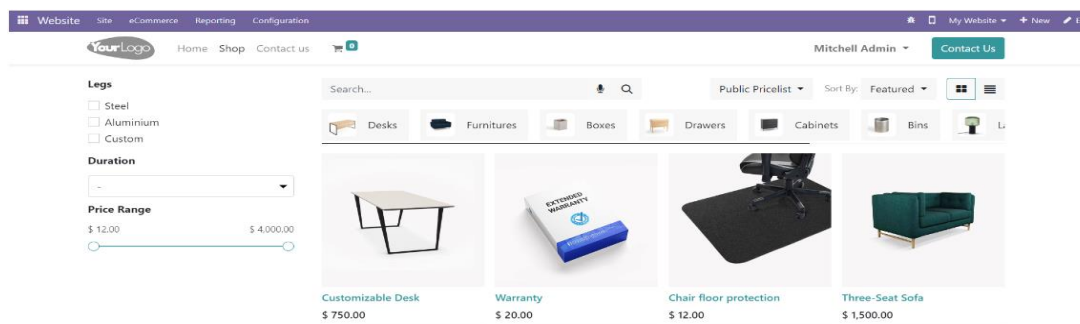 Website Site eCommerce Reporting Configuration My Website + New
YourLogo Home Shop Contact us 0 Mitchell Admin Contact Us
Legs
Steel
Aluminium
Custom
Duration
-
Price Range
$ 12.00 $ 4,000.00
Search... Public Pricelist Sort By: Featured
Desks Furnitures Boxes Drawers Cabinets Bins
EXTENDED
WARRANTY
Customizable Desk Warranty Chair floor protection Three-Seat Sofa
$ 750.00 $ 20.00 $ 12.00 $ 1,500.00